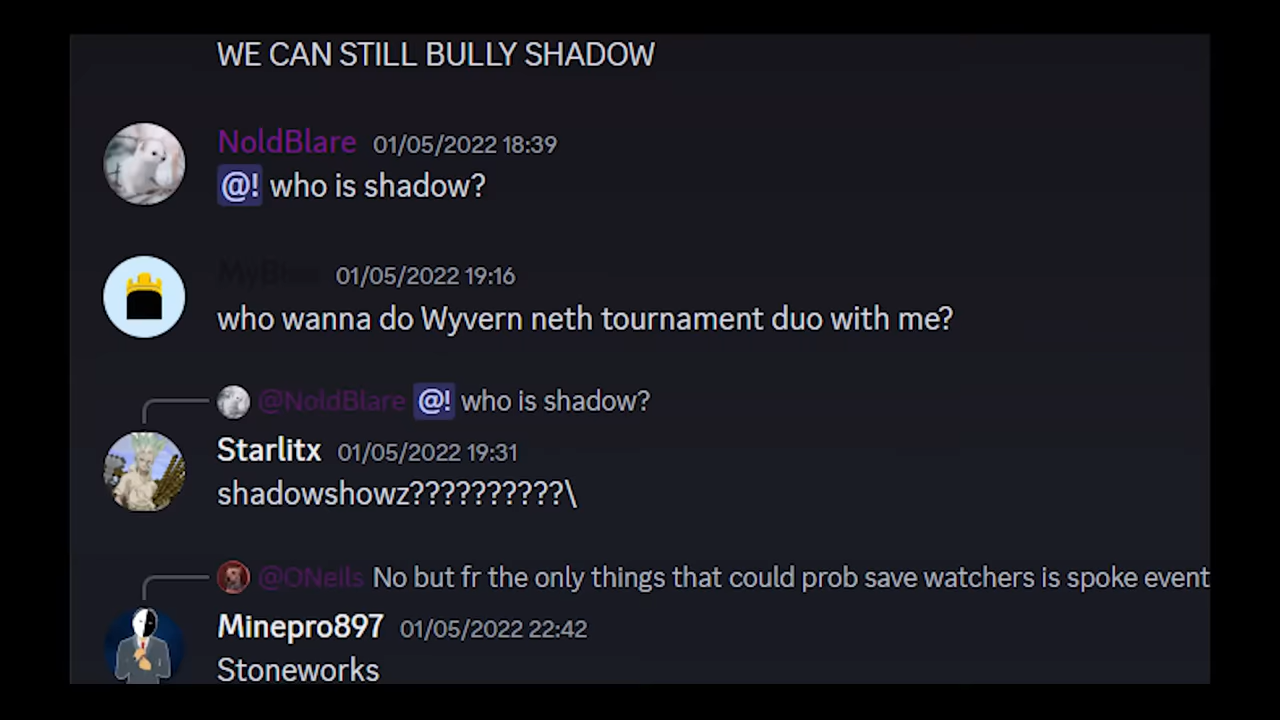 WE CAN STILL BULLY SHADOW
NoldBlare 01/05/2022 18:39
@! who is shadow?
01/05/2022 19:16
who wanna do Wyvern neth tournament duo with me?
@NoldBlare @! who is shadow?
Starlitx 01/05/2022 19:31
shadowshowz??????????\
@ONeils No but fr the only things that could prob save watchers is spoke event
Minepro897 01/05/2022 22:42
Stoneworks